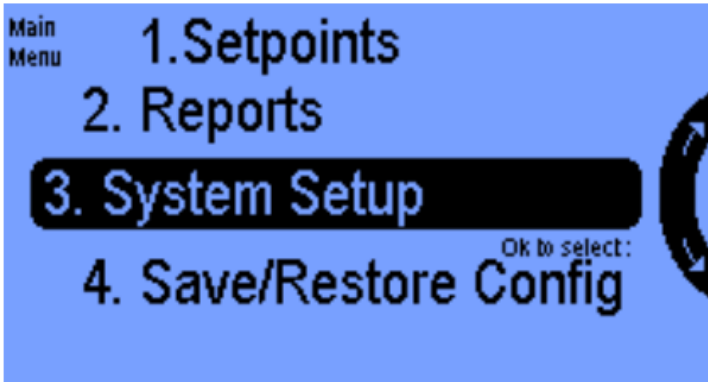 Main
Menu
1.Setpoints
2. Reports
3. System Setup
Ok to select:
4. Save/Restore Config